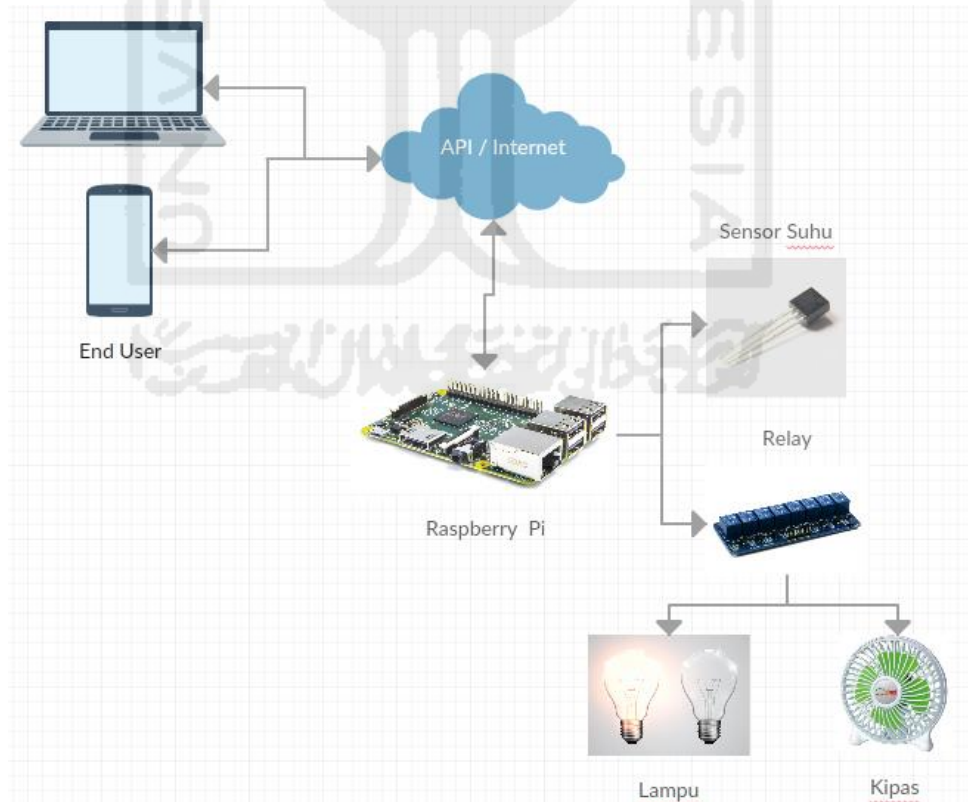 API / Internet
Sensor Suhu
End User
Relay
Raspberry Pi
Lampu
Kipas